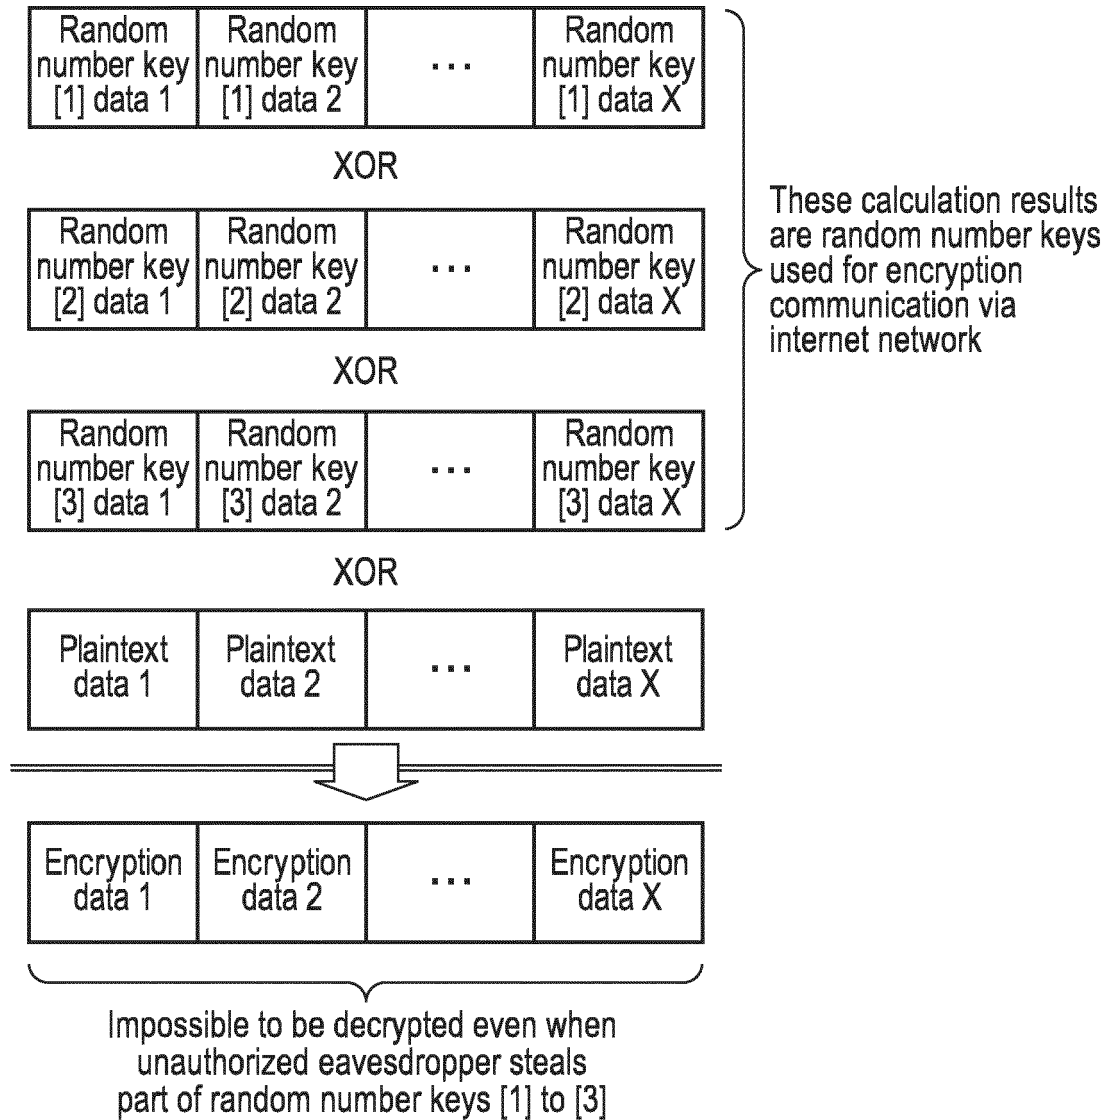 Random number key [1] data 1
Random number key [1] data 2
...
Random number key [1] data X
XOR
Random number key [2] data 1
Random number key [2] data 2
...
Random number key [2] data X
XOR
Random number key [3] data 1
Random number key [3] data 2
...
Random number key [3] data X
These calculation results
are random number keys
used for encryption
communication via
internet network
XOR
Plaintext data 1
Plaintext data 2
...
Plaintext data X
Encryption data 1
Encryption data 2
...
Encryption data X
Impossible to be decrypted even when
unauthorized eavesdropper steals
part of random number keys [1] to [3]